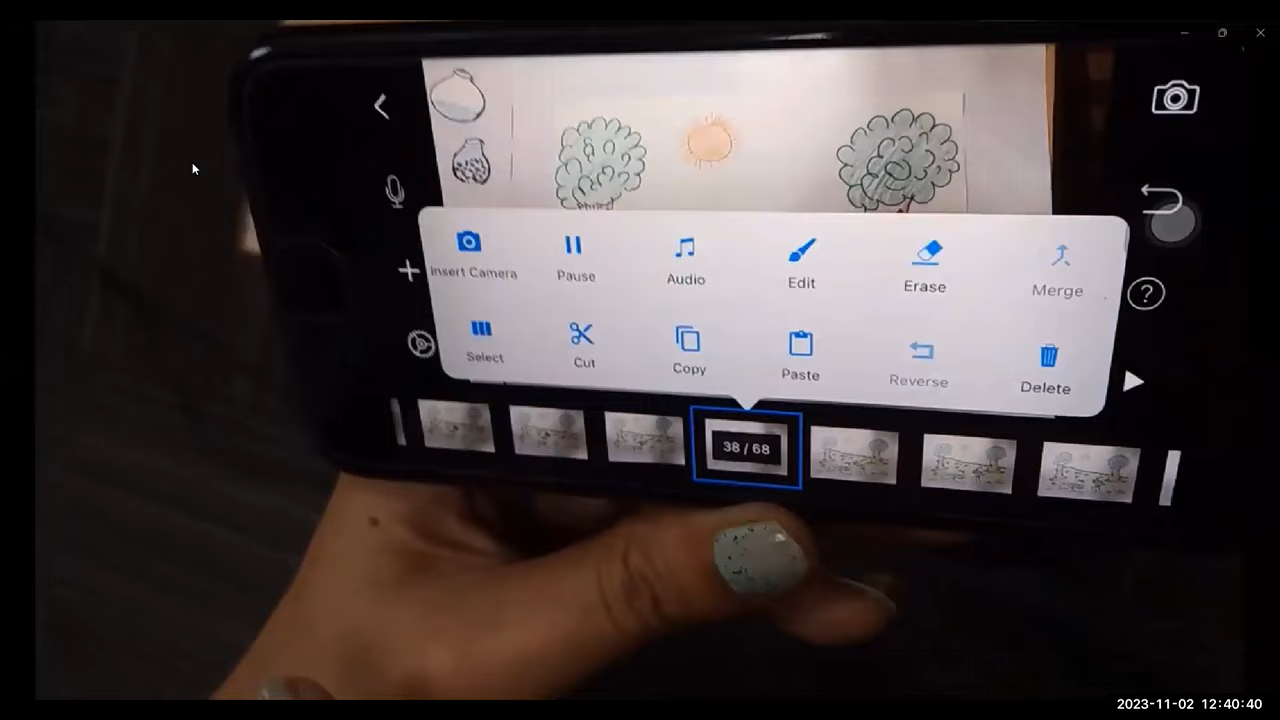 Insert Camera
Pause
Audio
Edit
Erase
Merge
Select
Cut
Copy
Paste
Reverse
Delete
?
38 / 68
2023-11-02 12:40:40